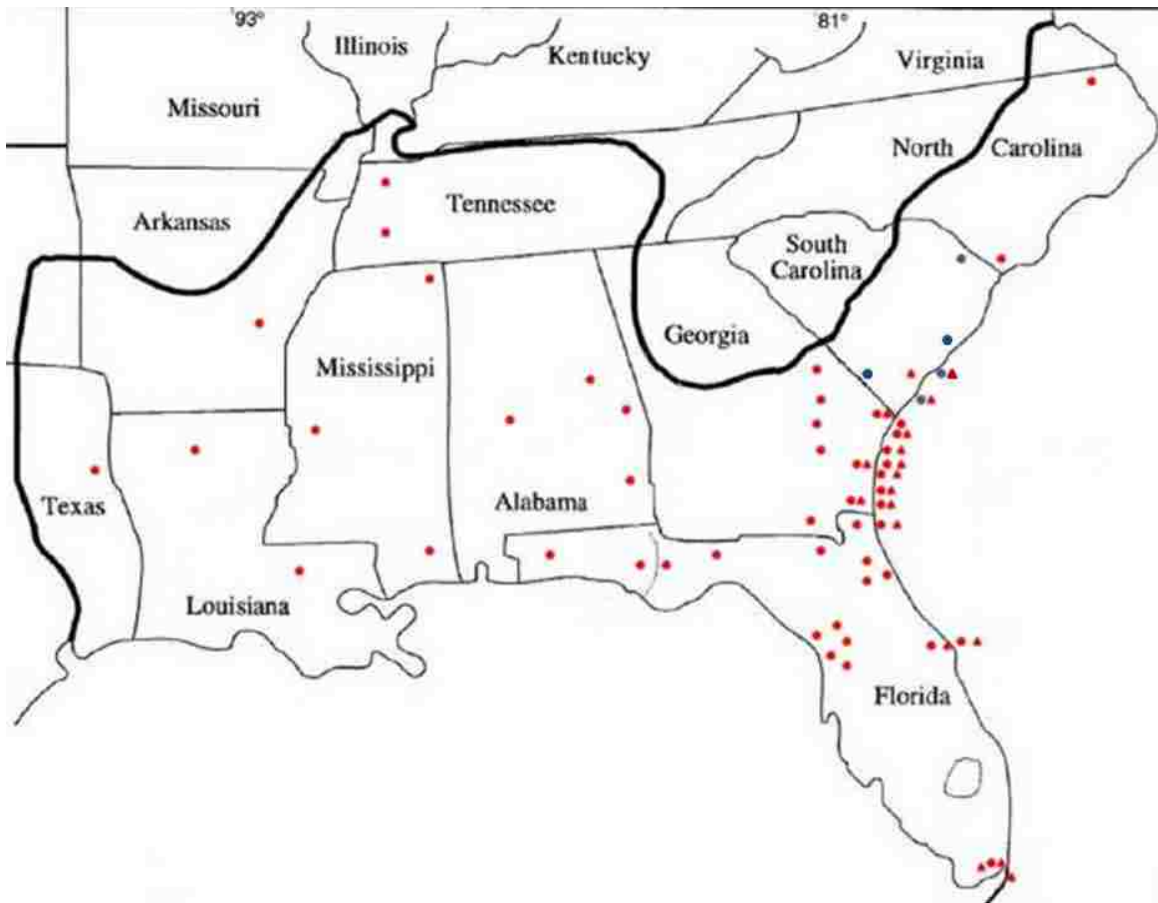 93°
81°
Illinois
Kentucky
Virginia
Missouri
North Carolina
Arkansas
Tennessee
South
Carolina
Georgia
Mississippi
Texas
Alabama
Louisiana
Florida